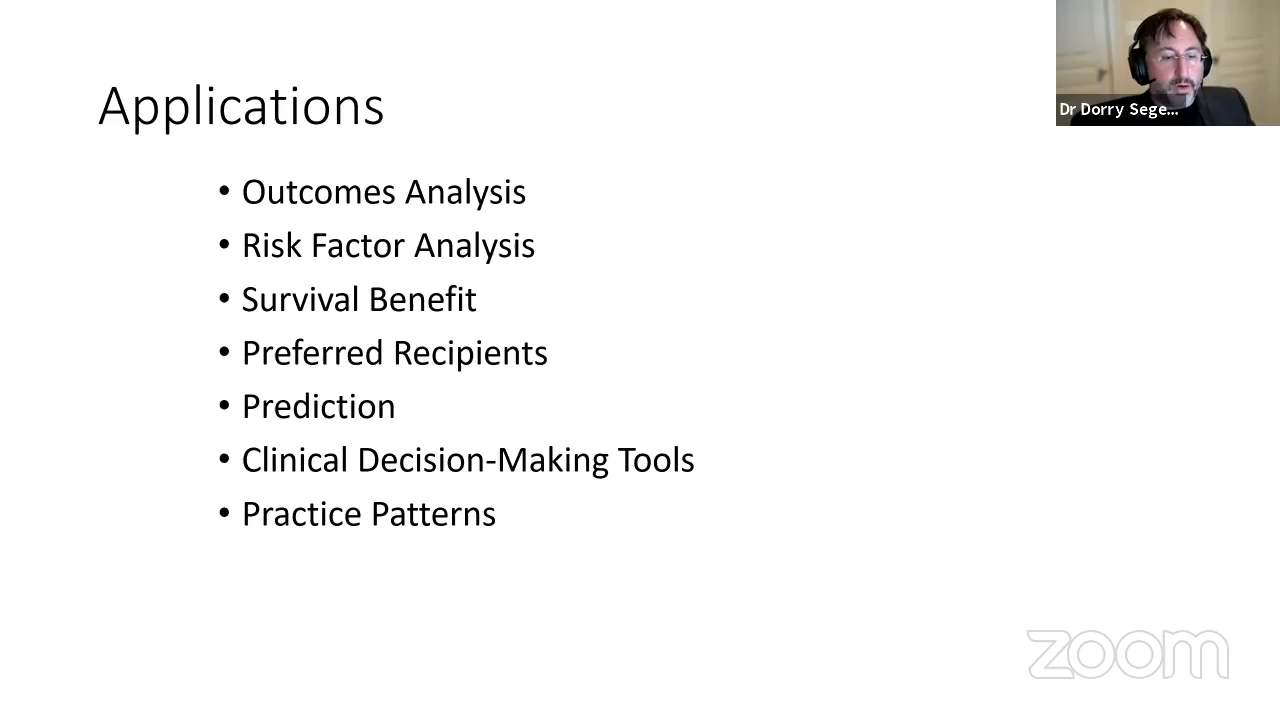 Applications
Dr Dorry Sege...
• Outcomes Analysis
• Risk Factor Analysis
• Survival Benefit
• Preferred Recipients
• Prediction
• Clinical Decision-Making Tools
• Practice Patterns
zoom